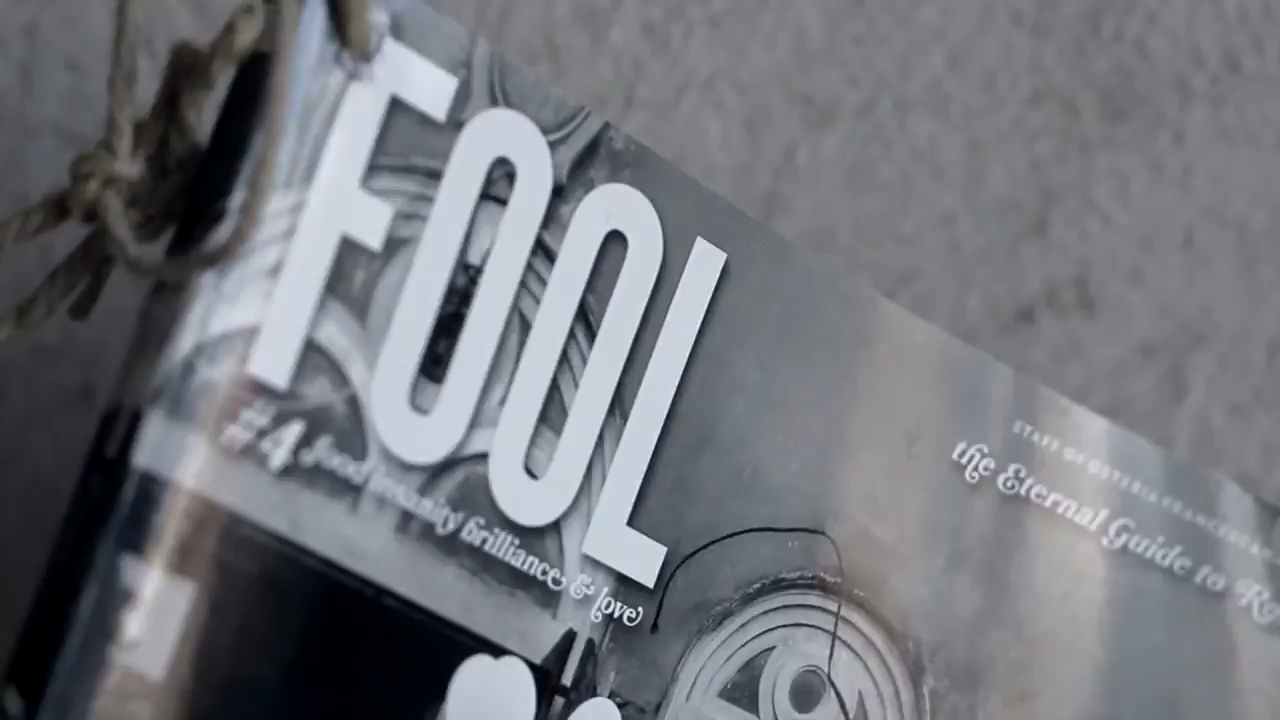 FOOL
#4 food insanity brilliance & love
STAFF OF OSTERIA FRANCESCANA
the Eternal Guide to